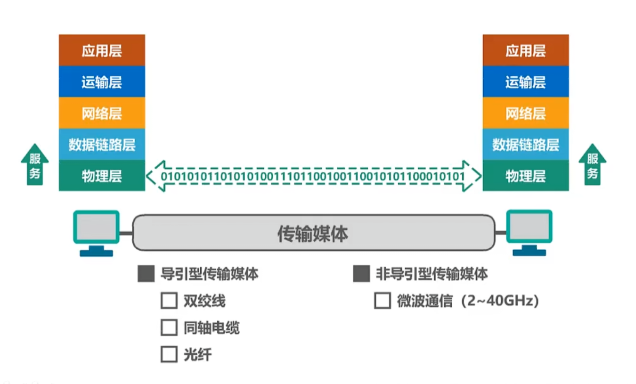 应用层
运输层
网络层
数据链路层
物理层
服务
0101010110101010011101100100110010101100010101
应用层
运输层
网络层
数据链路层
物理层
服务
传输媒体
导引型传输媒体
双绞线
同轴电缆
光纤
非导引型传输媒体
微波通信（2~40GHz）